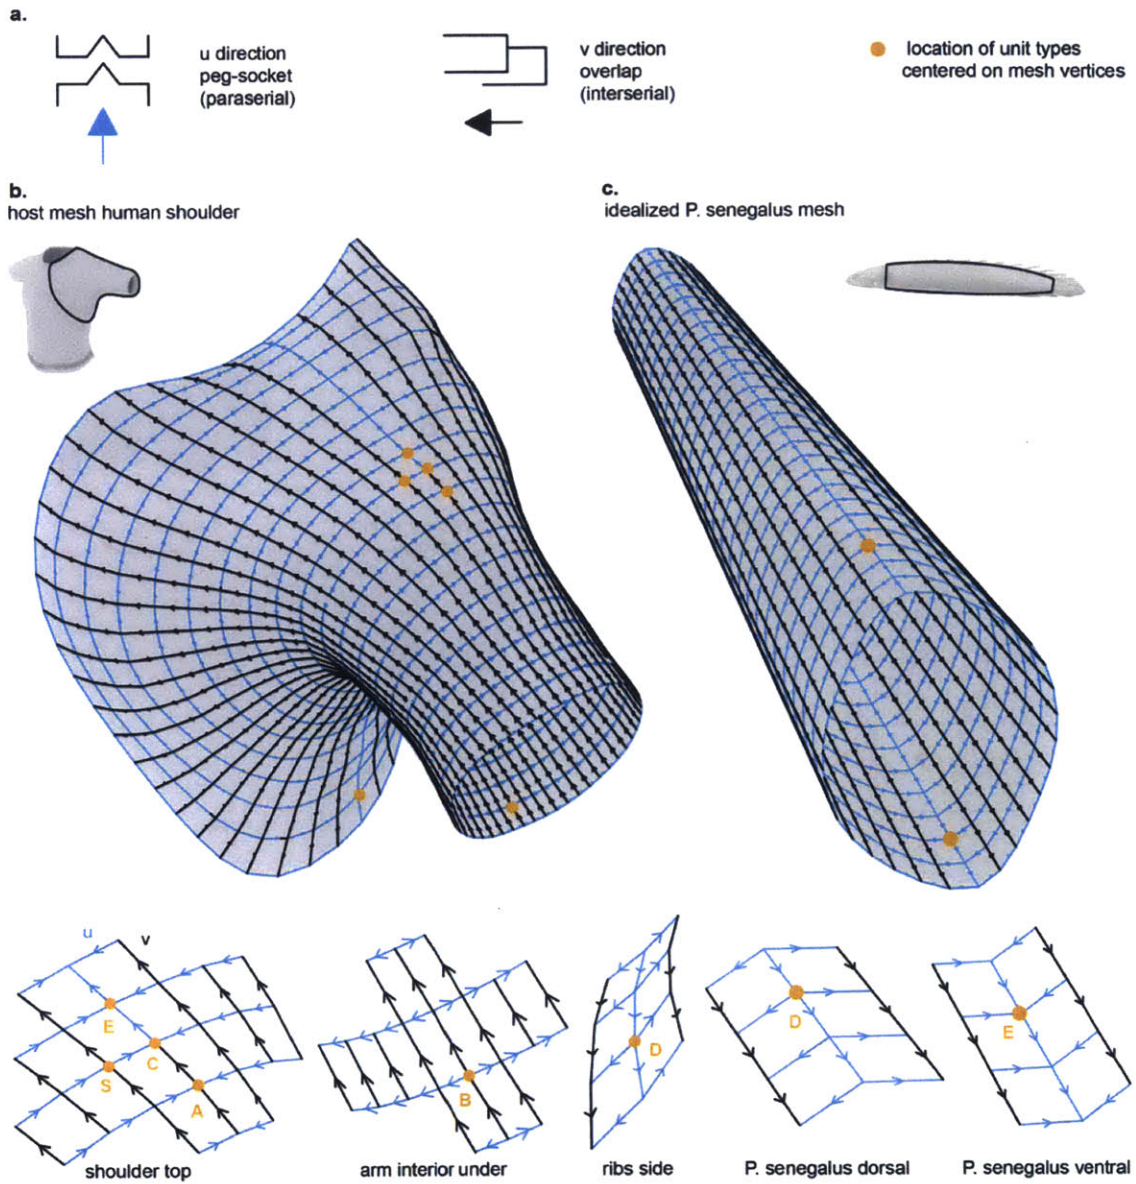 a.
u direction
peg-socket
(paraserial)
v direction
overlap
(interserial)
location of unit types
centered on mesh vertices
b.
host mesh human shoulder
c.
idealized P. senegalus mesh
u
v
E
C
S
A
shoulder top
B
arm interior under
D
ribs side
D
P. senegalus dorsal
E
P. senegalus ventral